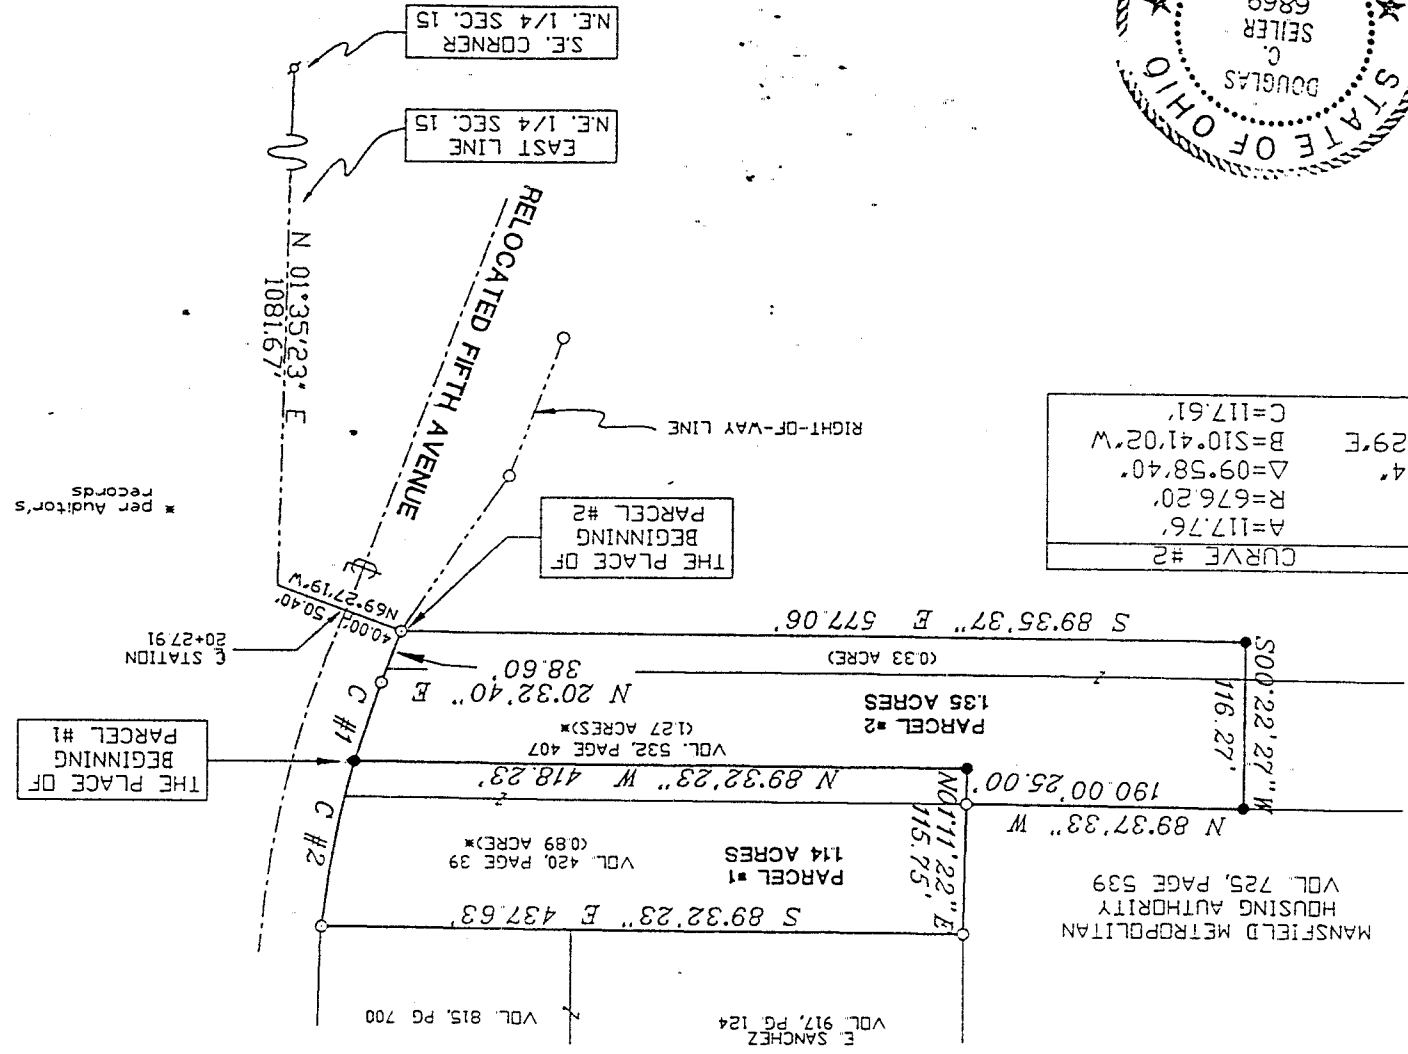 E. SANCHEZ
VOL. 917, PG 124
VOL. 815, PG 700
MANSFIELD METROPOLITAN
HOUSING AUTHORITY
VOL. 725, PAGE 539
S 89°32'23" E 437.63'
PARCEL #1
1.14 ACRES
VOL. 420, PAGE 39
(0.89 ACRE)*
N01°11'22" E
115.75'
C #2
N 89°37'33" W
190.00'
25.00'
N 89°32'23" W 418.23'
VOL. 532, PAGE 407
(1.27 ACRES)*
THE PLACE OF
BEGINNING
PARCEL #1
S00°22'27" W
116.27'
PARCEL #2
1.35 ACRES
(0.33 ACRE)
C #1
N 20°32'40" E
38.60'
S 89°35'37" E 577.06'
℄ STATION
20+27.91
40.00'
50.40'
N69°27'19"W
CURVE #2
A=117.76'
R=676.20'
△=09°58'40"
B=S10°41'02"W
C=117.61'
4"
29"E
THE PLACE OF
BEGINNING
PARCEL #2
℄
* per Auditor's
records
RIGHT-OF-WAY LINE
RELOCATED FIFTH AVENUE
N 01°35'23" E
1081.67'
EAST LINE
N.E. 1/4 SEC. 15
S.E. CORNER
N.E. 1/4 SEC. 15
STATE OF OHIO
DOUGLAS
C.
SEILER
6869